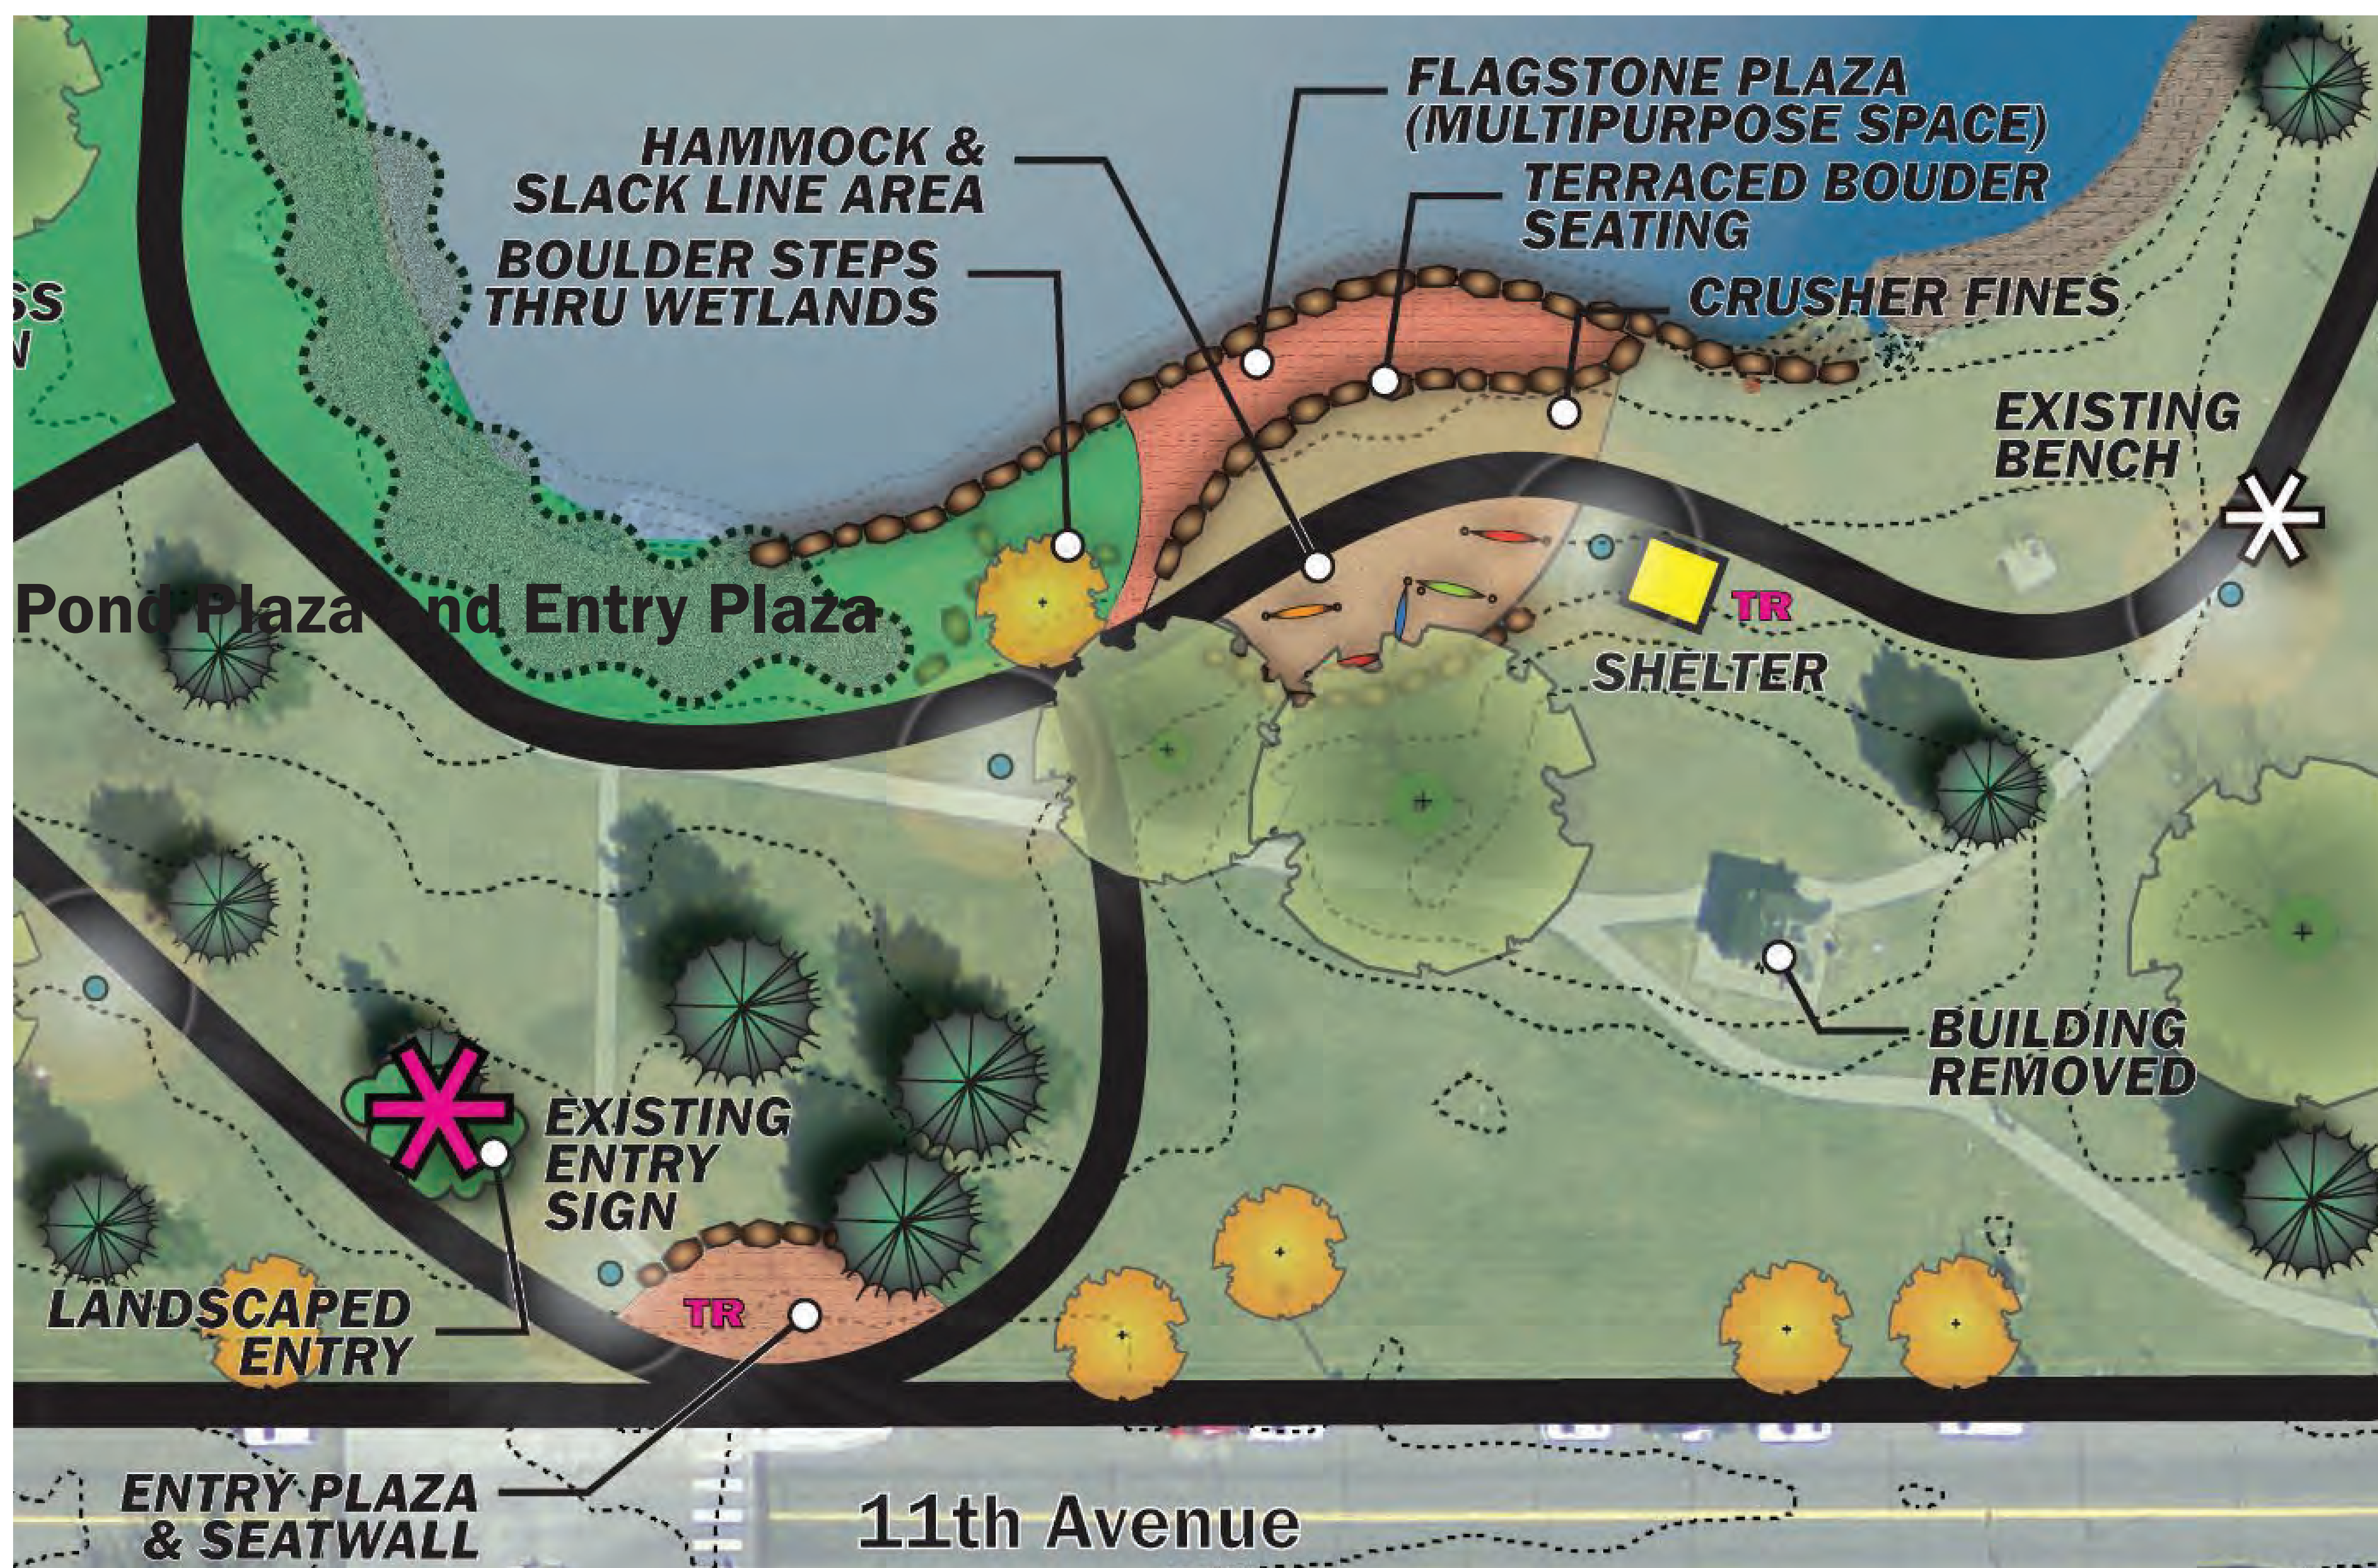 FLAGSTONE PLAZA
(MULTIPURPOSE SPACE)
HAMMOCK &
SLACK LINE AREA
TERRACED BOUDER
SEATING
BOULDER STEPS
THRU WETLANDS
CRUSHER FINES
SS
N
EXISTING
BENCH
Pond Plaza and Entry Plaza
TR
SHELTER
BUILDING
REMOVED
EXISTING
ENTRY
SIGN
LANDSCAPED
ENTRY
TR
ENTRY PLAZA
& SEATWALL
11th Avenue